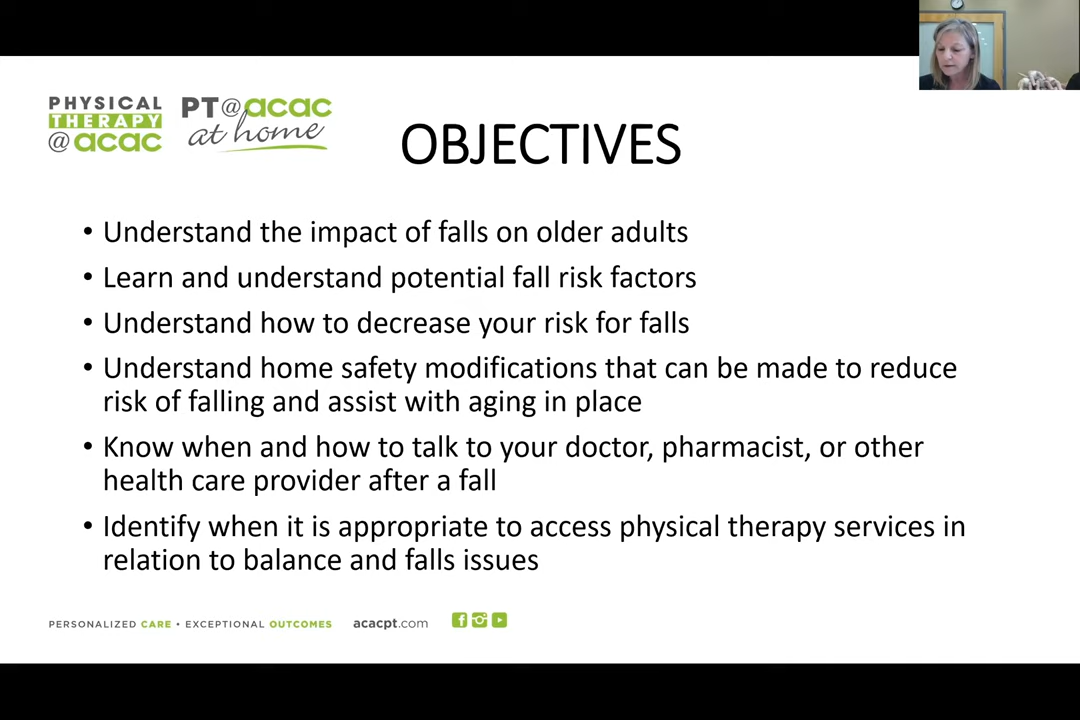 PHYSICAL
THERAPY
@acac
PT@acac
at home
OBJECTIVES
• Understand the impact of falls on older adults
• Learn and understand potential fall risk factors
• Understand how to decrease your risk for falls
• Understand home safety modifications that can be made to reduce
risk of falling and assist with aging in place
• Know when and how to talk to your doctor, pharmacist, or other
health care provider after a fall
• Identify when it is appropriate to access physical therapy services in
relation to balance and falls issues
PERSONALIZED CARE • EXCEPTIONAL OUTCOMES acacpt.com